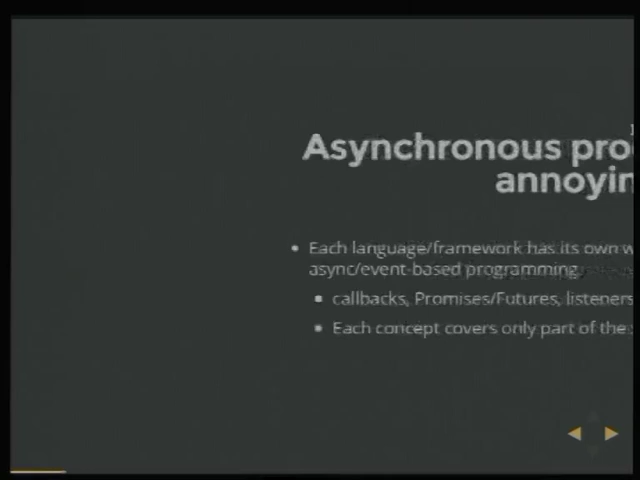 Asynchronous pro
annoyin
Each language/framework has its own w
async/event-based programming
callbacks, Promises/Futures, listeners
Each concept covers only part of the